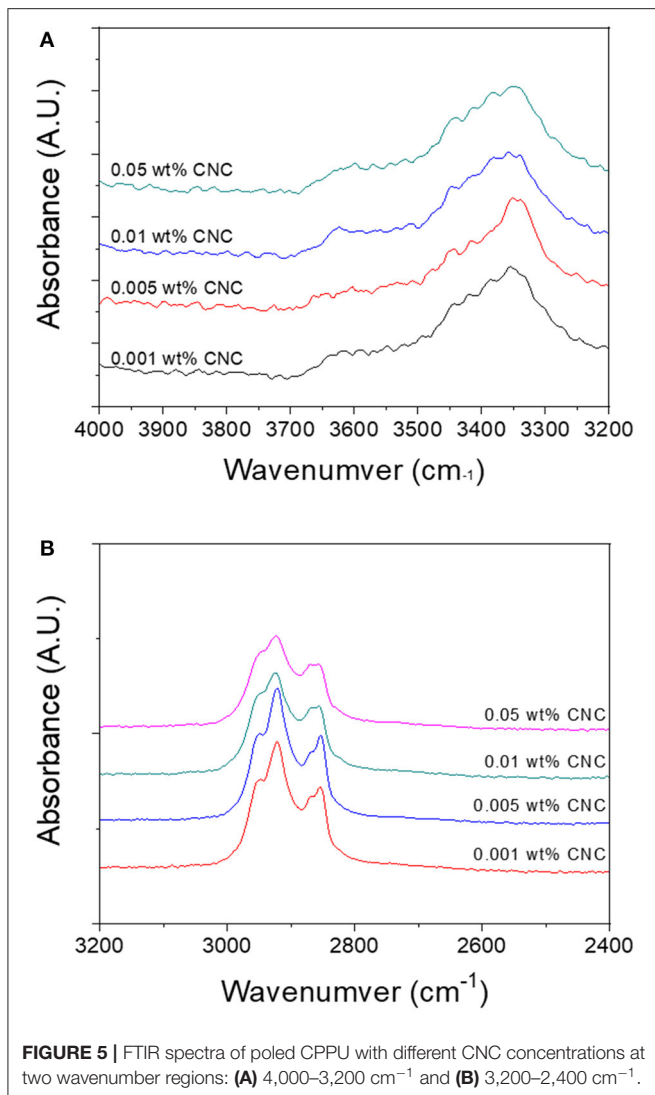 A
Absorbance (A.U.)
0.05 wt% CNC
0.01 wt% CNC
0.005 wt% CNC
0.001 wt% CNC
4000 3900 3800 3700 3600 3500 3400 3300 3200
Wavenumver (cm-1)
B
Absorbance (A.U.)
0.05 wt% CNC
0.01 wt% CNC
0.005 wt% CNC
0.001 wt% CNC
3200 3000 2800 2600 2400
Wavenumver (cm⁻¹)
FIGURE 5 | FTIR spectra of poled CPPU with different CNC concentrations at
two wavenumber regions: (A) 4,000–3,200 cm⁻¹ and (B) 3,200–2,400 cm⁻¹.